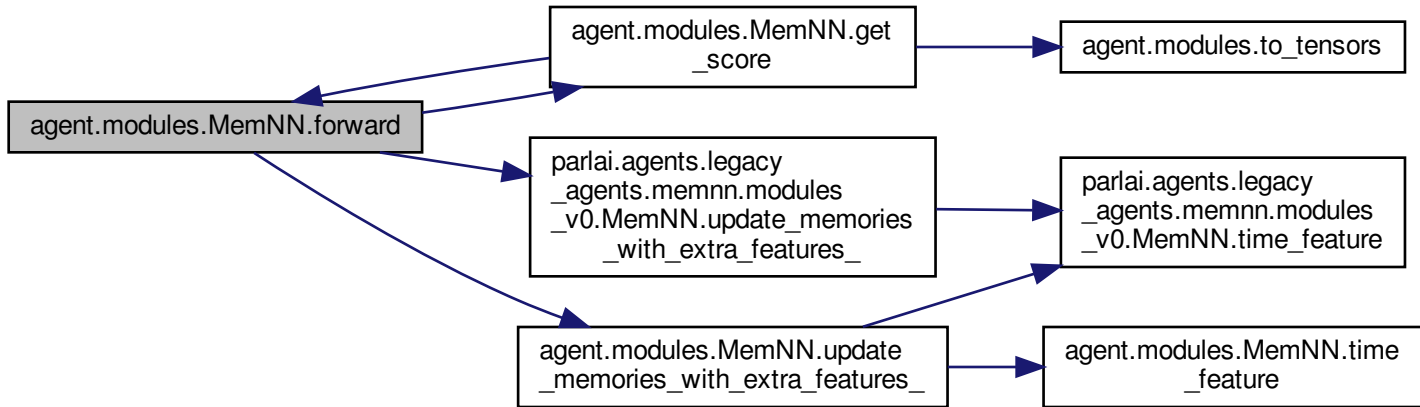 agent.modules.MemNN.forward
agent.modules.MemNN.get
_score
agent.modules.to_tensors
parlai.agents.legacy
_agents.memnn.modules
_v0.MemNN.update_memories
_with_extra_features_
parlai.agents.legacy
_agents.memnn.modules
_v0.MemNN.time_feature
agent.modules.MemNN.update
_memories_with_extra_features_
agent.modules.MemNN.time
_feature